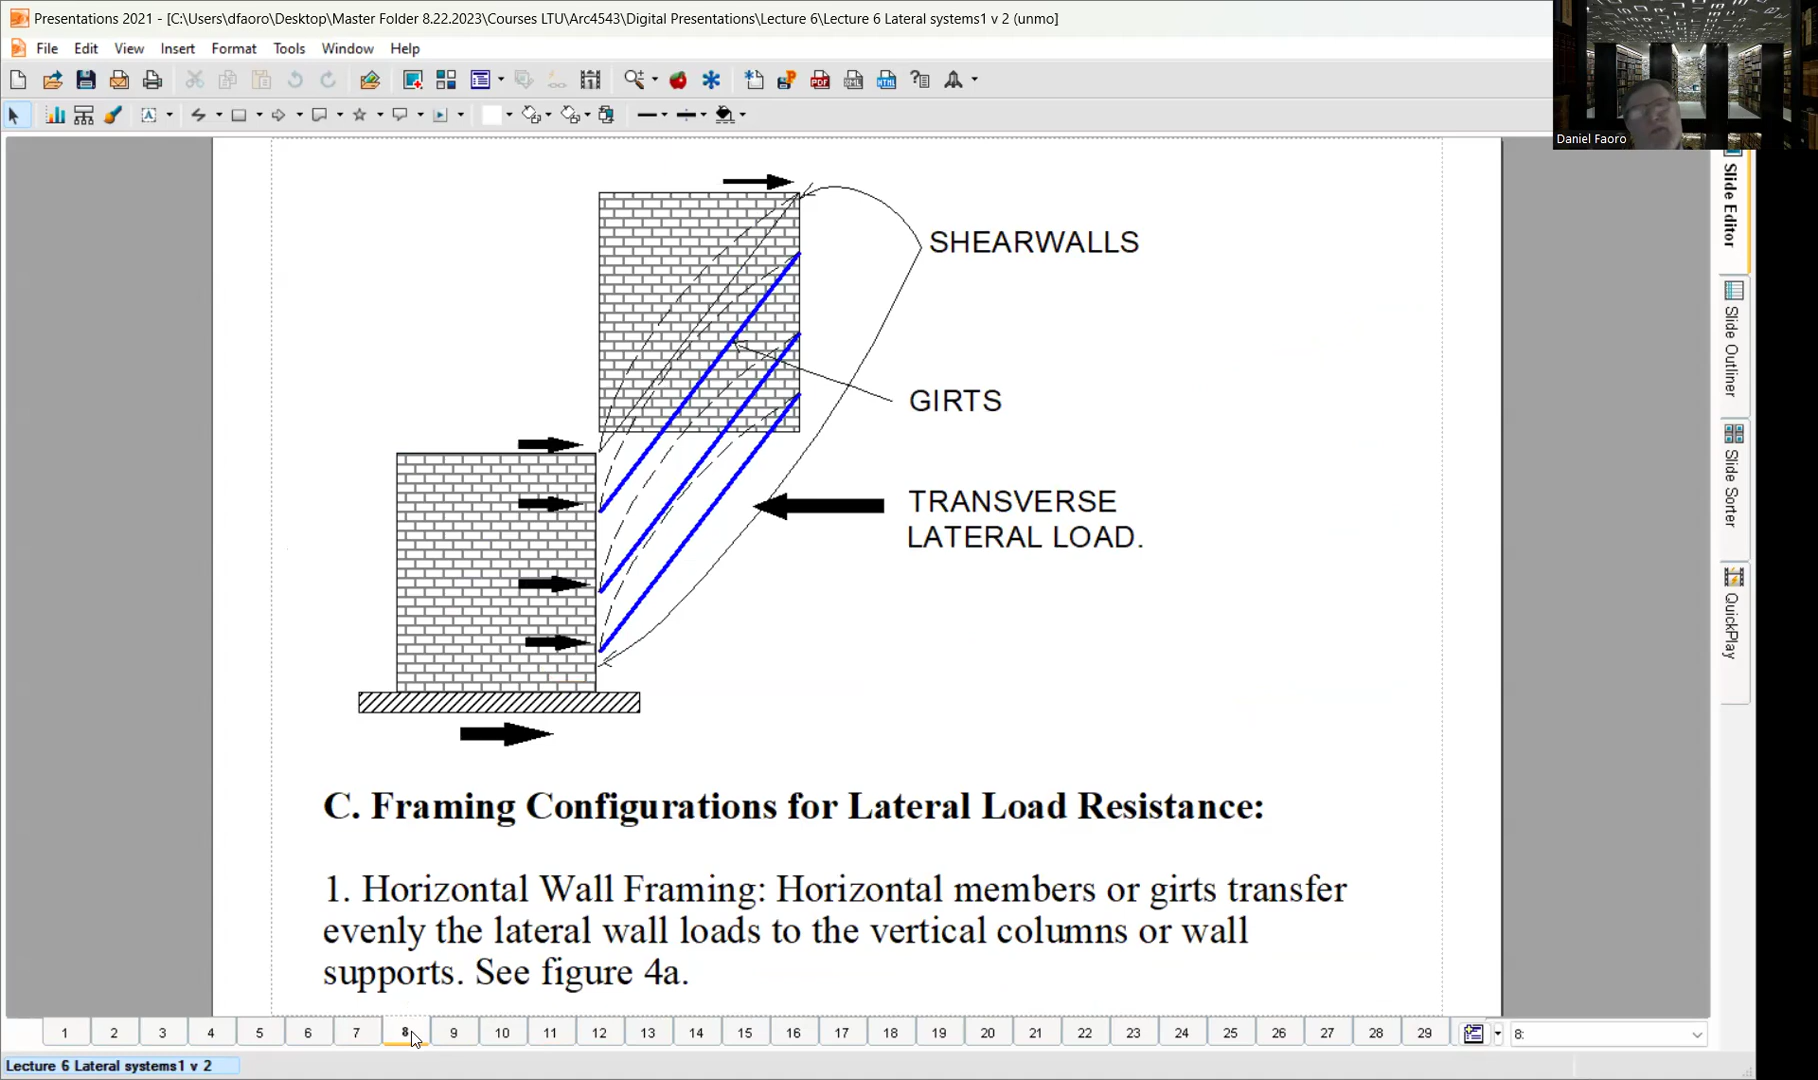 Presentations 2021 - [C:\Users\dfaoro\Desktop\Master Folder 8.22.2023\Courses LTU\Arc4543\Digital Presentations\Lecture 6\Lecture 6 Lateral systems1 v 2 (unmo)]
File Edit View Insert Format Tools Window Help
Daniel Faoro
SHEARWALLS
GIRTS
TRANSVERSE
LATERAL LOAD.
C. Framing Configurations for Lateral Load Resistance:
1. Horizontal Wall Framing: Horizontal members or girts transfer
evenly the lateral wall loads to the vertical columns or wall
supports. See figure 4a.
Slide Editor
Slide Outliner
Slide Sorter
QuickPlay
1 2 3 4 5 6 7 8 9 10 11 12 13 14 15 16 17 18 19 20 21 22 23 24 25 26 27 28 29 8:
Lecture 6 Lateral systems1 v 2